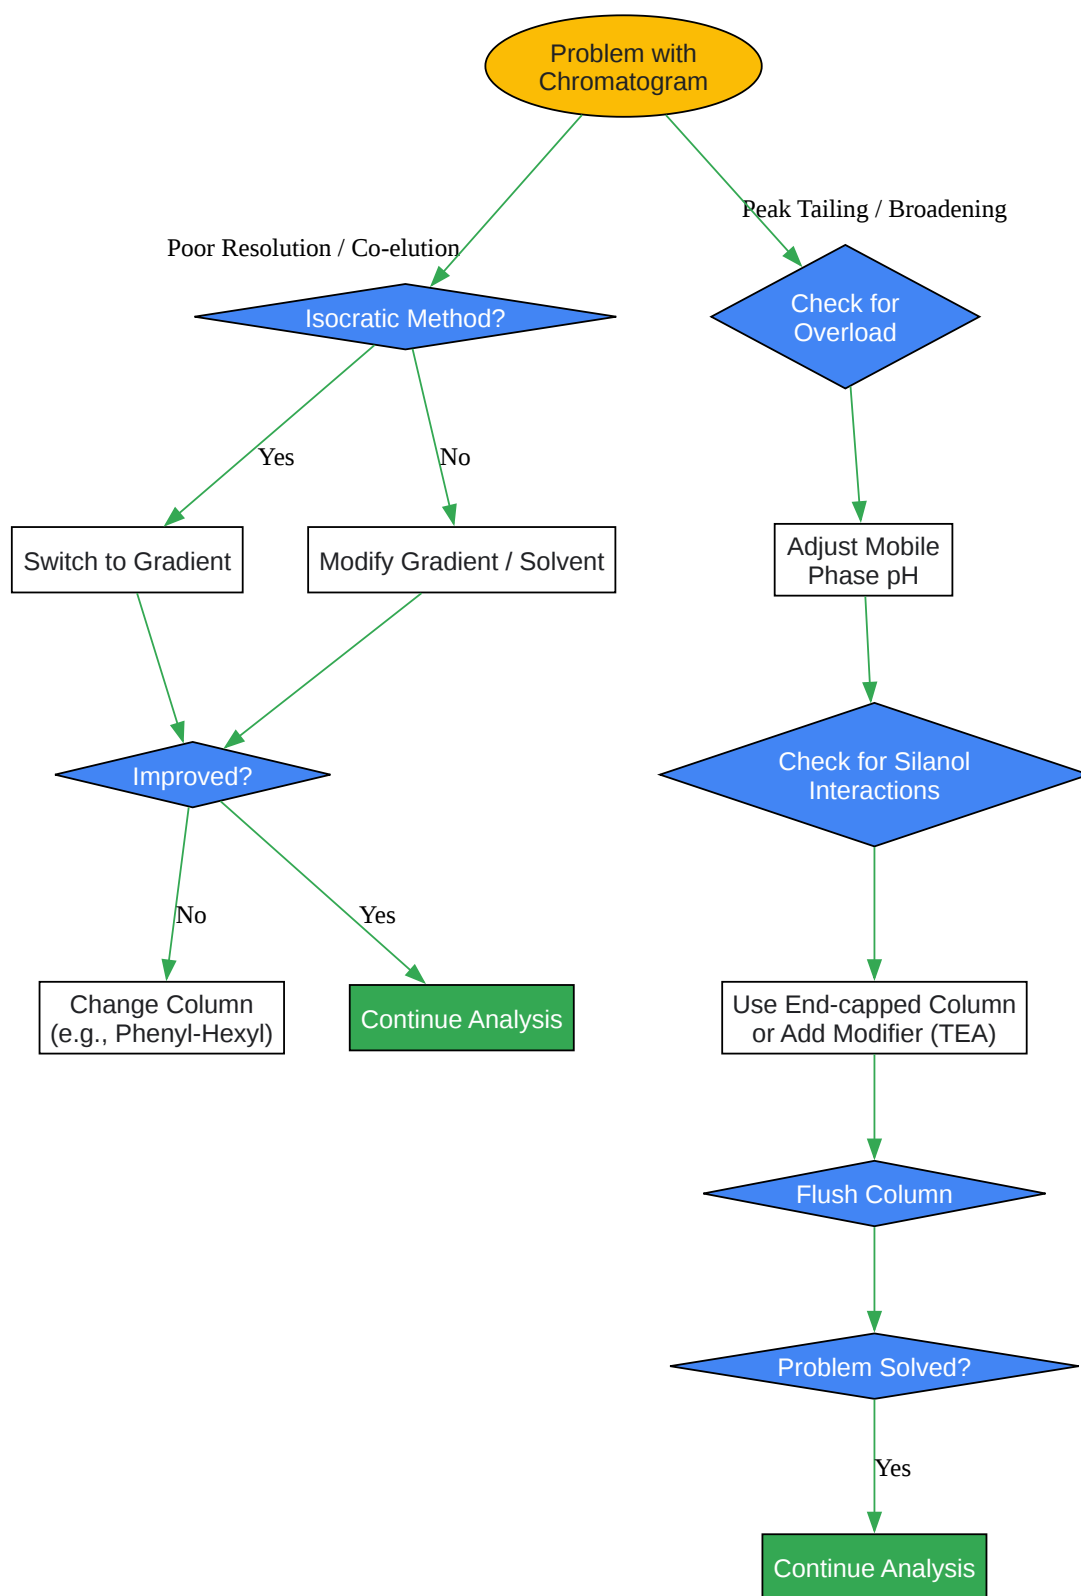 Problem with
Chromatogram
Peak Tailing / Broadening
Poor Resolution / Co-elution
Isocratic Method?
Check for
Overload
Yes
No
Switch to Gradient
Modify Gradient / Solvent
Adjust Mobile
Phase pH
Improved?
Check for Silanol
Interactions
No
Yes
Change Column
(e.g., Phenyl-Hexyl)
Continue Analysis
Use End-capped Column
or Add Modifier (TEA)
Flush Column
Problem Solved?
Yes
Continue Analysis